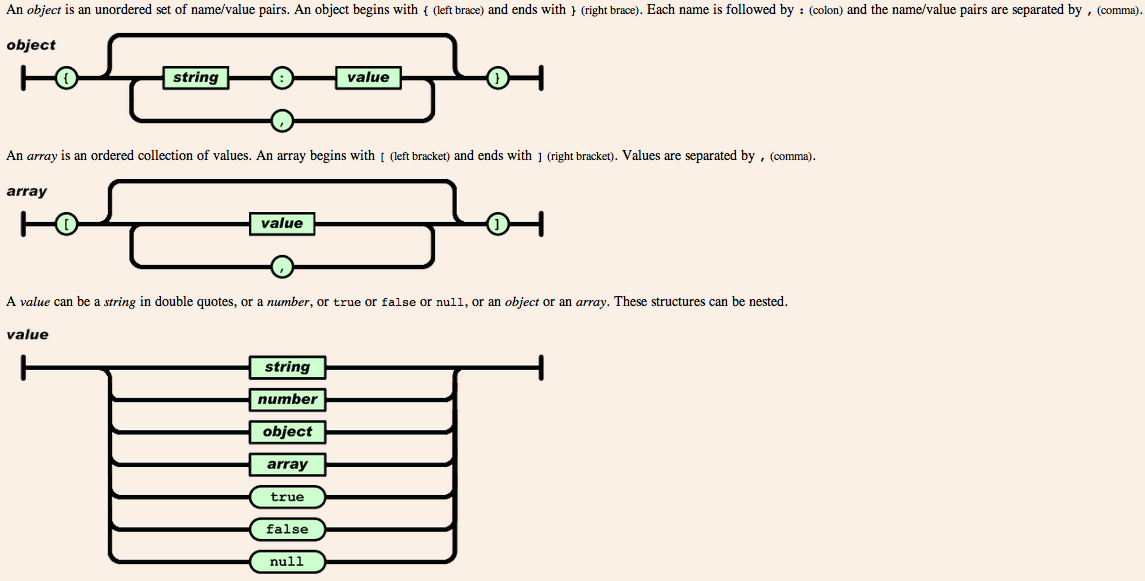 An object is an unordered set of name/value pairs. An object begins with { (left brace) and ends with } (right brace). Each name is followed by : (colon) and the name/value pairs are separated by , (comma).
object
{ string : value }
,
An array is an ordered collection of values. An array begins with [ (left bracket) and ends with ] (right bracket). Values are separated by , (comma).
array
[ value ]
,
A value can be a string in double quotes, or a number, or true or false or null, or an object or an array. These structures can be nested.
value
string
number
object
array
true
false
null